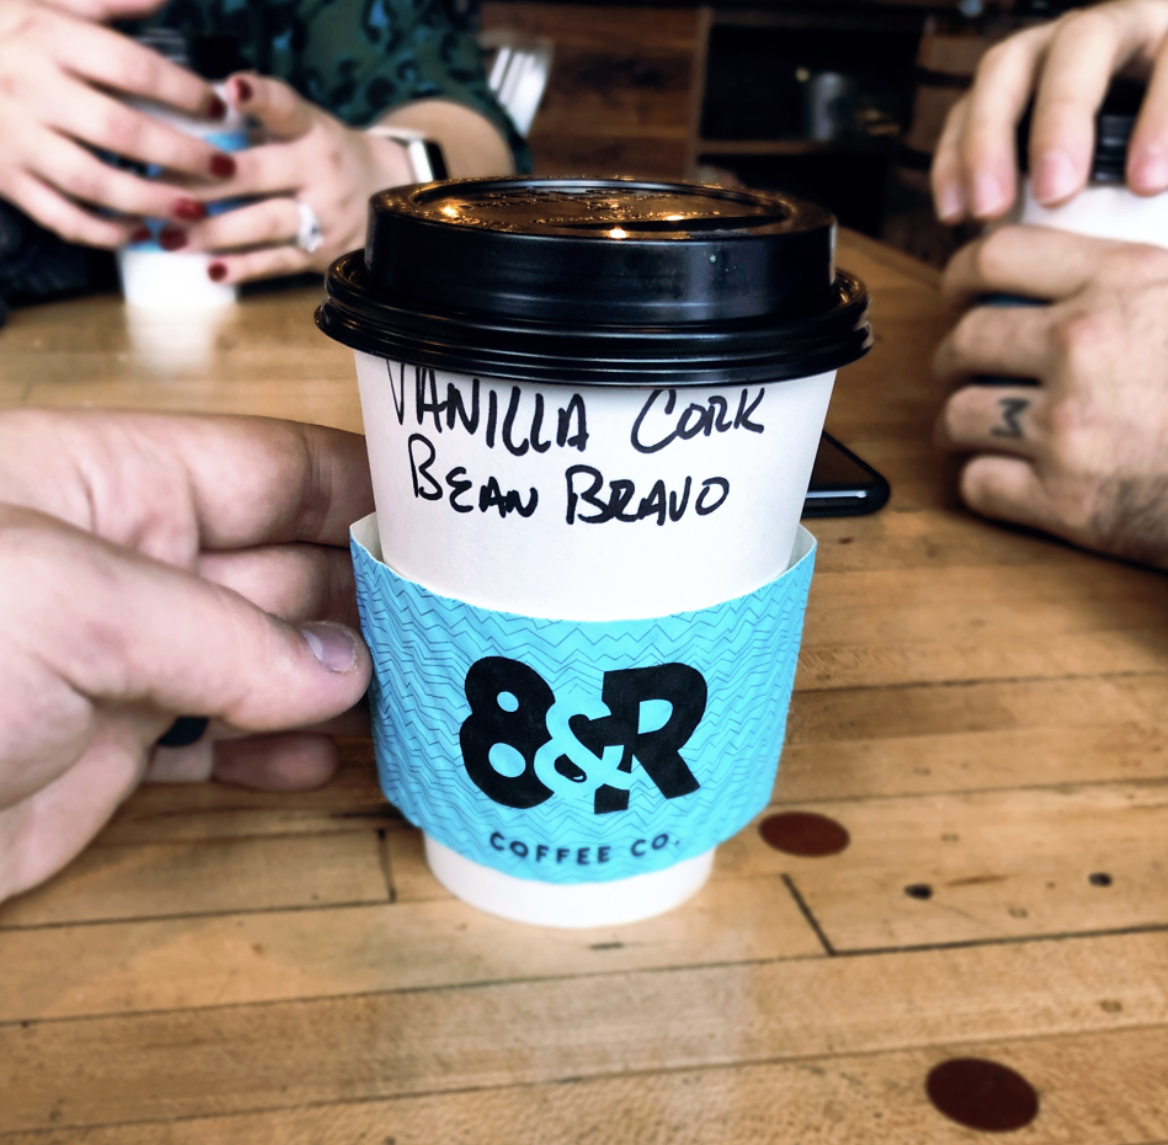 VANILLA CORK
BEAN BRAVO
8&R
COFFEE CO.
M